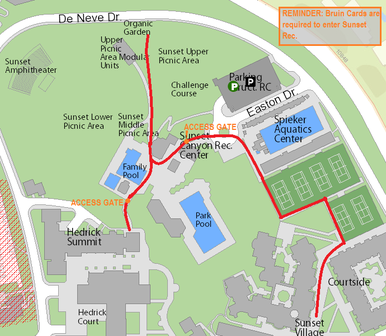 De Neve Dr.
Organic
Garden
REMINDER: Bruin Cards are
required to enter Sunset
Rec.
Upper
Picnic
Area Modular
Units
Sunset Upper
Picnic Area
Sunset
Amphitheater
Challenge
Course
Parking
Struct RC
P
P
Easton Dr.
Sunset Lower
Picnic Area
Sunset
Middle
Picnic Area
ACCESS GATE
Sunset
Canyon Rec.
Center
Spieker
Aquatics
Center
Family
Pool
ACCESS GATE
Park
Pool
Hedrick
Summit
Courtside
Hedrick
Court
Sunset
Village